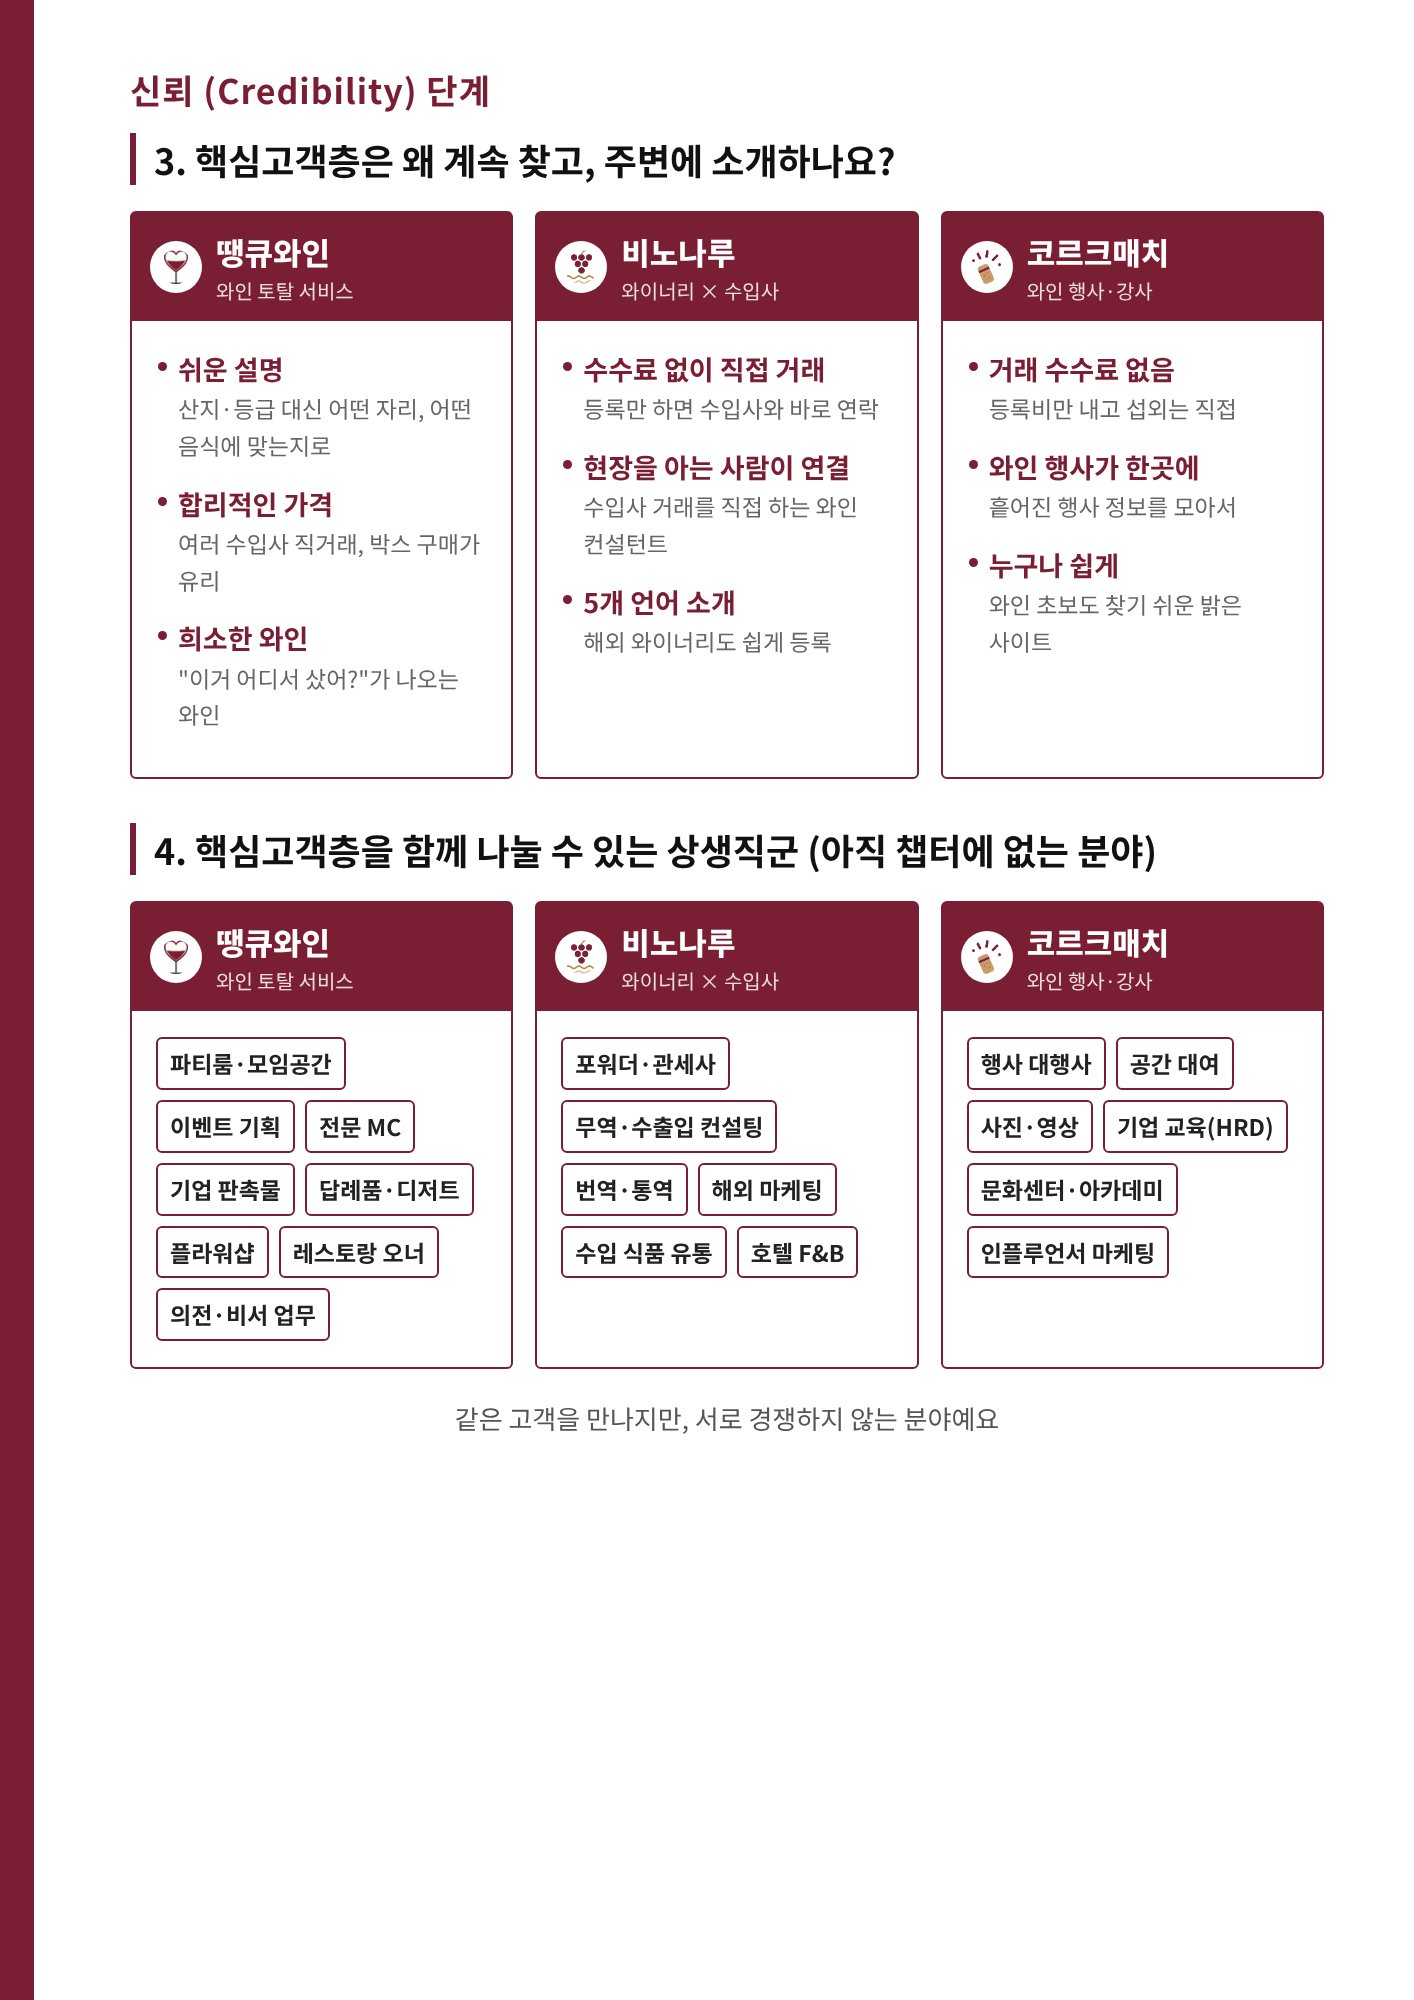 신뢰 (Credibility) 단계
3. 핵심고객층은 왜 계속 찾고, 주변에 소개하나요?
땡큐와인
와인 토탈 서비스
• 쉬운 설명
산지·등급 대신 어떤 자리, 어떤
음식에 맞는지로
• 합리적인 가격
여러 수입사 직거래, 박스 구매가
유리
• 희소한 와인
"이거 어디서 샀어?"가 나오는
와인
비노나루
와이너리 × 수입사
• 수수료 없이 직접 거래
등록만 하면 수입사와 바로 연락
• 현장을 아는 사람이 연결
수입사 거래를 직접 하는 와인
컨설턴트
• 5개 언어 소개
해외 와이너리도 쉽게 등록
코르크매치
와인 행사·강사
• 거래 수수료 없음
등록비만 내고 섭외는 직접
• 와인 행사가 한곳에
흩어진 행사 정보를 모아서
• 누구나 쉽게
와인 초보도 찾기 쉬운 밝은
사이트
4. 핵심고객층을 함께 나눌 수 있는 상생직군 (아직 챕터에 없는 분야)
땡큐와인
와인 토탈 서비스
파티룸·모임공간
이벤트 기획 전문 MC
기업 판촉물 답례품·디저트
플라워샵 레스토랑 오너
의전·비서 업무
비노나루
와이너리 × 수입사
포워더·관세사
무역·수출입 컨설팅
번역·통역 해외 마케팅
수입 식품 유통 호텔 F&B
코르크매치
와인 행사·강사
행사 대행사 공간 대여
사진·영상 기업 교육(HRD)
문화센터·아카데미
인플루언서 마케팅
같은 고객을 만나지만, 서로 경쟁하지 않는 분야예요